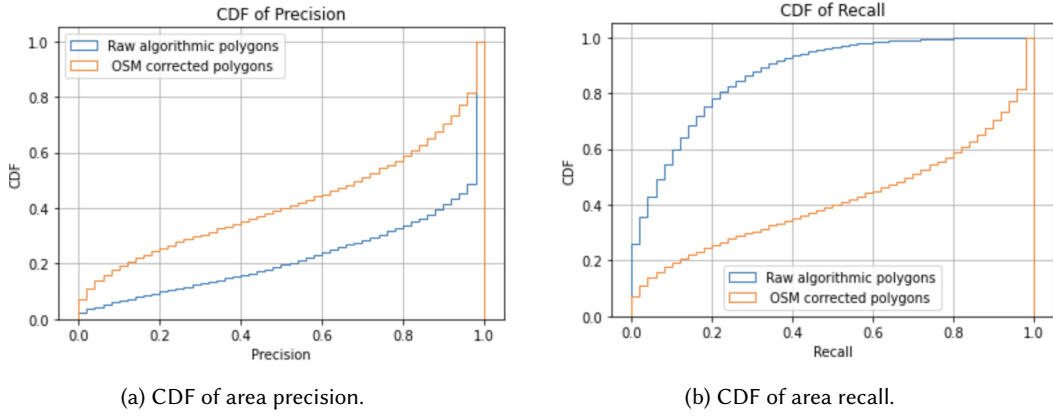 CDF of Precision
1.0
0.8
0.6
0.4
0.2
0.0
CDF
Raw algorithmic polygons
OSM corrected polygons
0.0 0.2 0.4 0.6 0.8 1.0
Precision
(a) CDF of area precision.
CDF of Recall
1.0
0.8
0.6
0.4
0.2
0.0
CDF
Raw algorithmic polygons
OSM corrected polygons
0.0 0.2 0.4 0.6 0.8 1.0
Recall
(b) CDF of area recall.